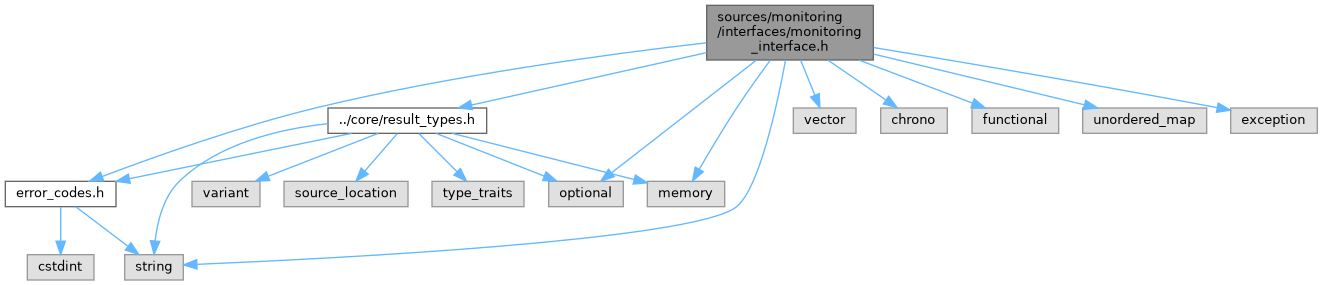 sources/monitoring
/interfaces/monitoring
_interface.h
../core/result_types.h
vector
chrono
functional
unordered_map
exception
error_codes.h
variant
source_location
type_traits
optional
memory
cstdint
string